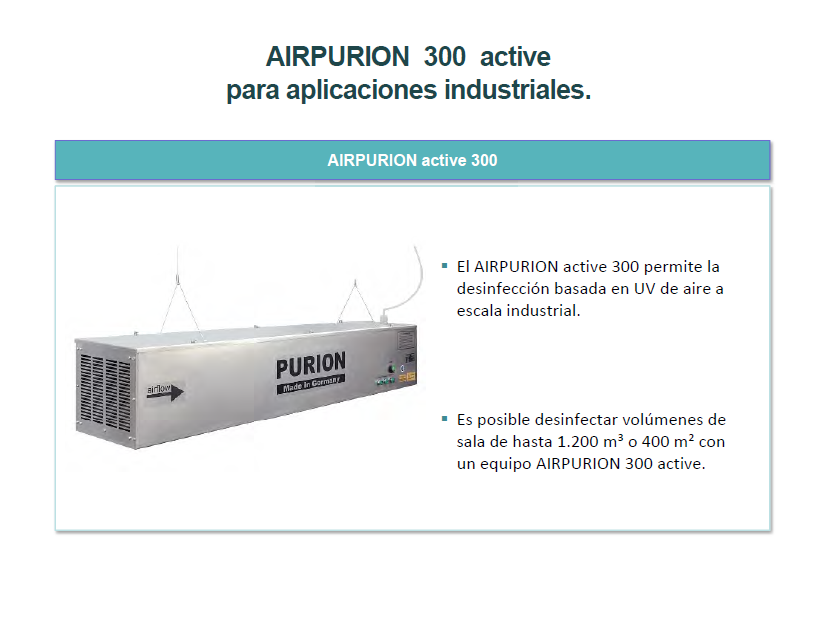 AIRPURION 300 active
para aplicaciones industriales.
AIRPURION active 300
El AIRPURION active 300 permite la
desinfección basada en UV de aire a
escala industrial.
airflow
PURION
Made in Germany
Es posible desinfectar volúmenes de
sala de hasta 1.200 m³ o 400 m² con
un equipo AIRPURION 300 active.